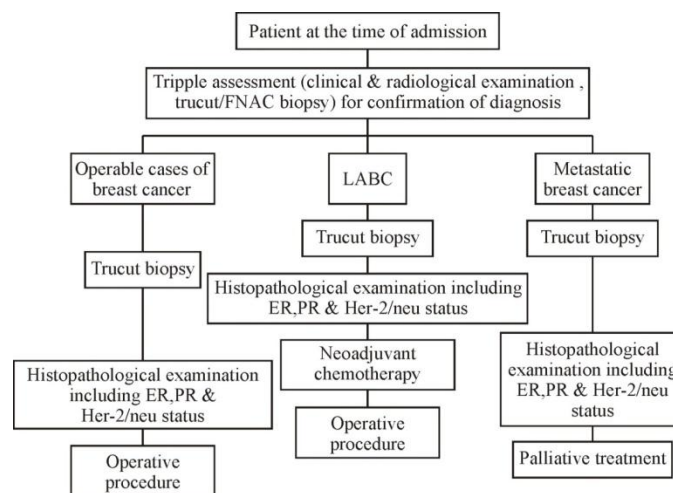 Patient at the time of admission
Tripple assessment (clinical & radiological examination ,
trucut/FNAC biopsy) for confirmation of diagnosis
Operable cases of
breast cancer
Trucut biopsy
Histopathological examination
including ER,PR &
Her-2/neu status
Operative
procedure
LABC
Trucut biopsy
Histopathological examination including
ER,PR & Her-2/neu status
Neoadjuvant
chemotherapy
Operative
procedure
Metastatic
breast cancer
Trucut biopsy
Histopathological
examination including
ER,PR & Her-2/neu
status
Palliative treatment